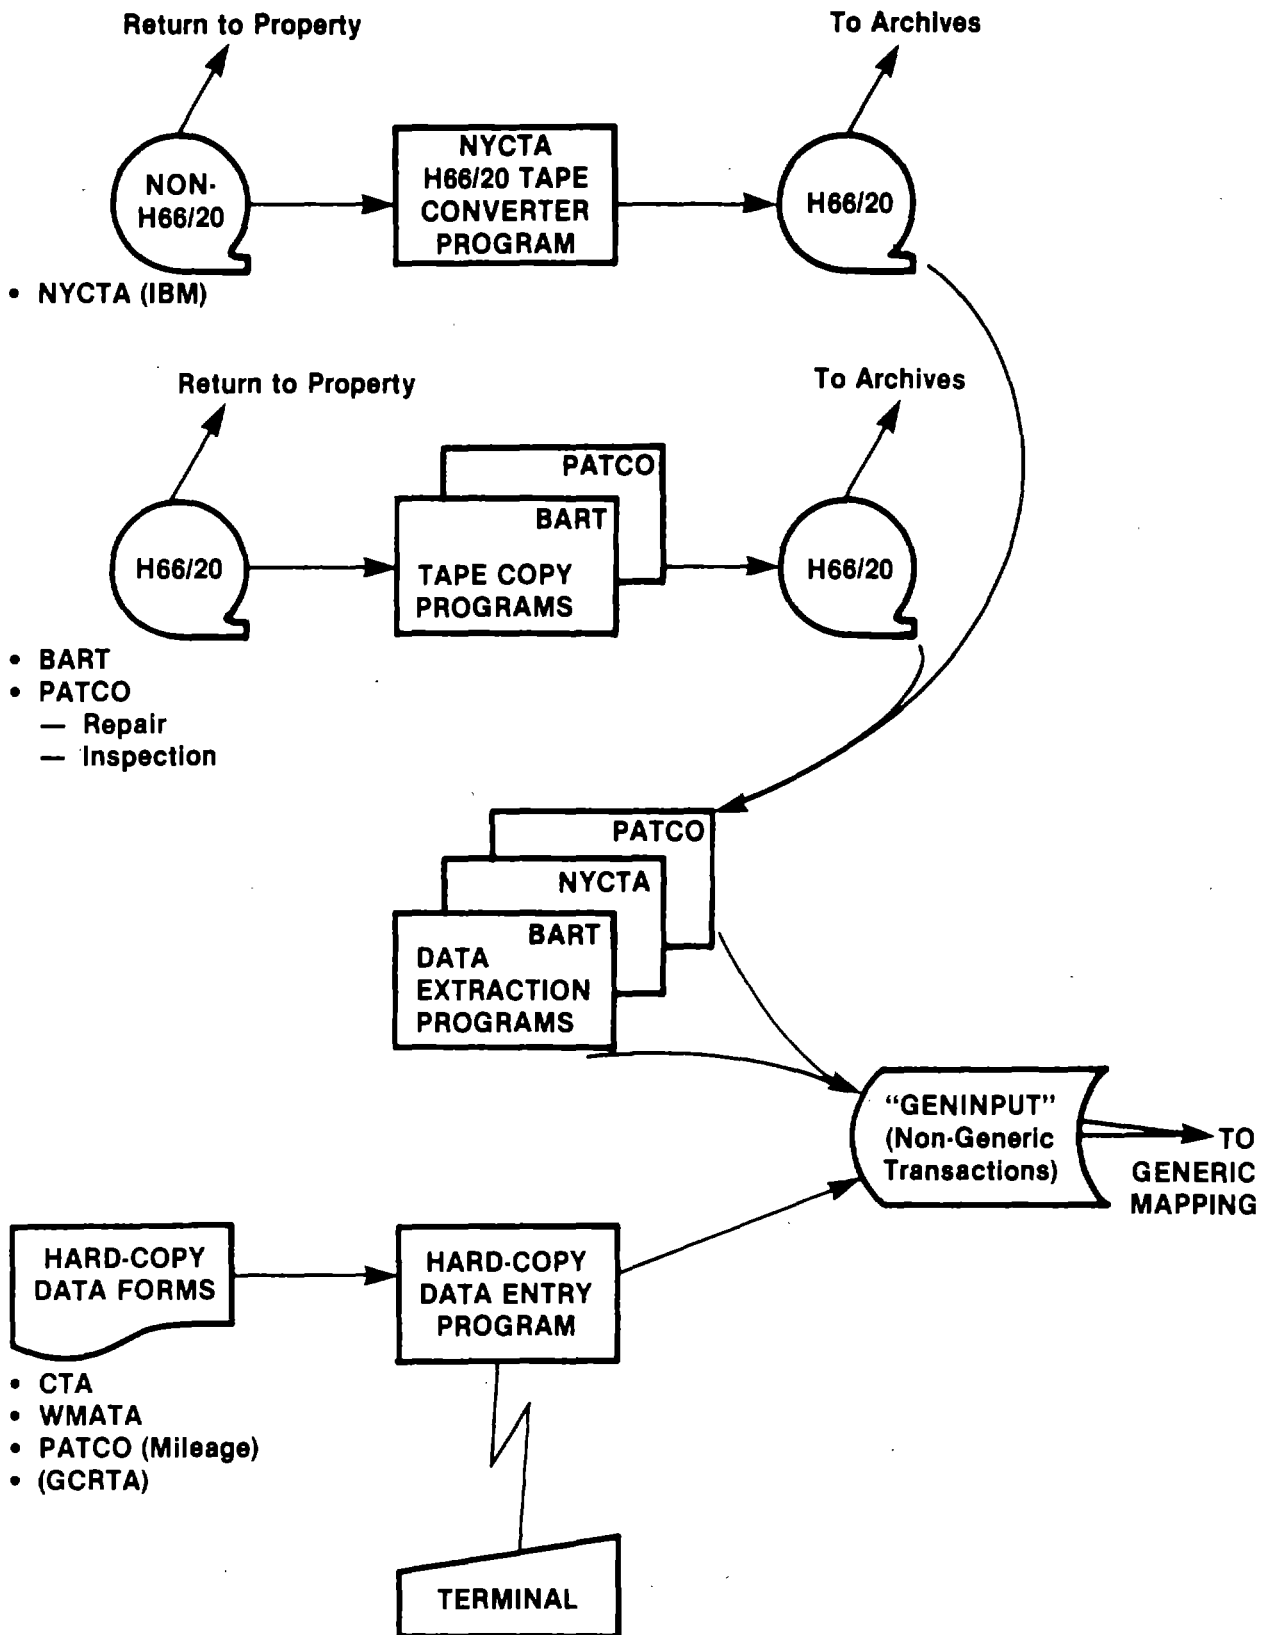 Return to Property
To Archives
NON-
H66/20
NYCTA
H66/20 TAPE
CONVERTER
PROGRAM
H66/20
• NYCTA (IBM)
Return to Property
To Archives
H66/20
PATCO
BART
TAPE COPY
PROGRAMS
H66/20
• BART
• PATCO
— Repair
— Inspection
PATCO
NYCTA
BART
DATA
EXTRACTION
PROGRAMS
“GENINPUT”
(Non-Generic
Transactions)
TO
GENERIC
MAPPING
HARD-COPY
DATA FORMS
HARD-COPY
DATA ENTRY
PROGRAM
• CTA
• WMATA
• PATCO (Mileage)
• (GCRTA)
TERMINAL